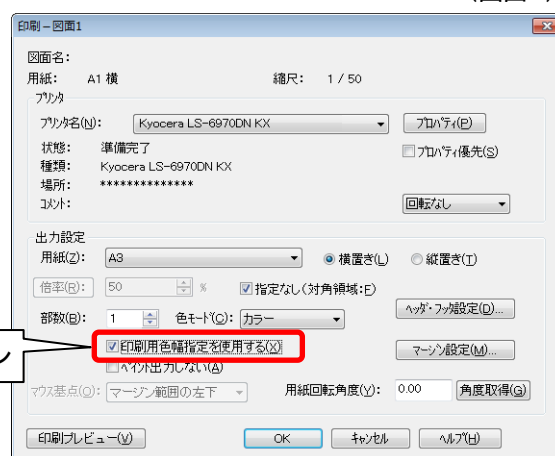 印刷 – 図面1
図面名：
用紙： A1 横 縮尺： 1 / 50
プリンタ
プリンタ名(N)： Kyocera LS-6970DN KX プロパティ(P)
状態： 準備完了 プロパティ優先(S)
種類： Kyocera LS-6970DN KX
場所： **************
コメント： 回転なし
出力設定
用紙(Z)： A3 横置き(L) 縦置き(T)
倍率(R)： 50 % 指定なし(対角領域：F)
部数(B)： 1 色モード(C)： カラー ヘッダ・フッタ設定(D)...
印刷用色幅指定を使用する(X) マージン設定(M)...
ペイント出力しない(A)
マウス基点(O)： マージン範囲の左下 用紙回転角度(Y)： 0.00 角度取得(G)
印刷プレビュー(V) OK キャンセル ヘルプ(H)